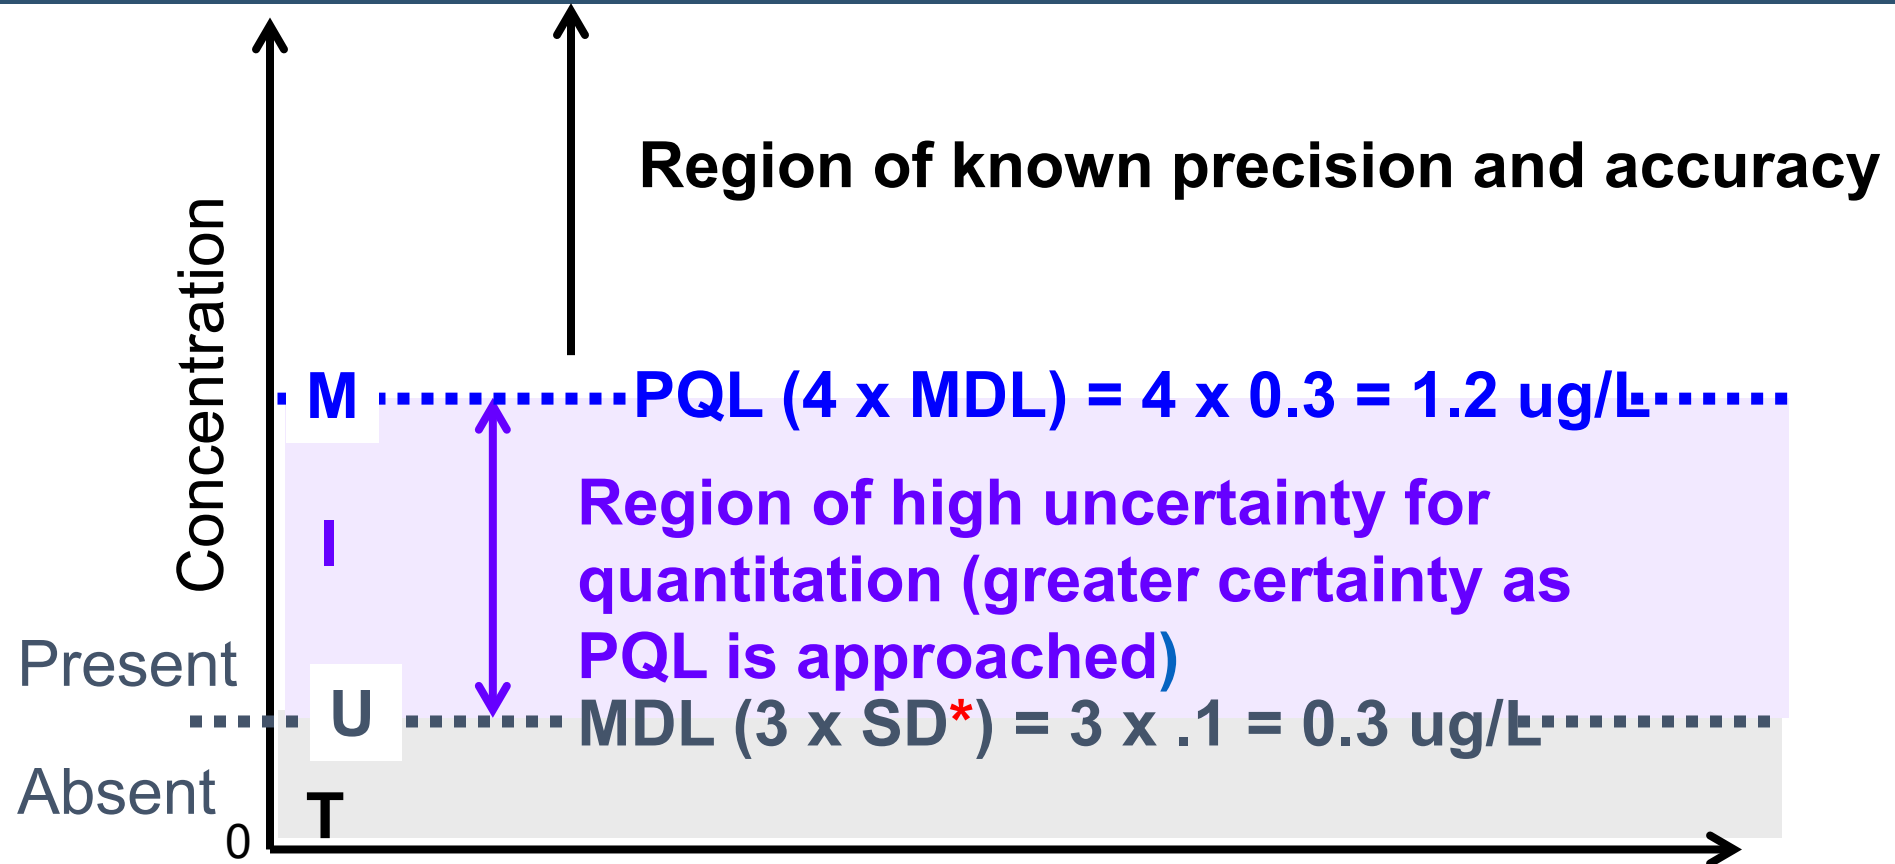 Region of known precision and accuracy
Concentration
M
PQL (4 x MDL) = 4 x 0.3 = 1.2 ug/L
I
Region of high uncertainty for
quantitation (greater certainty as
PQL is approached)
Present
U
MDL (3 x SD*) = 3 x .1 = 0.3 ug/L
Absent
T
0